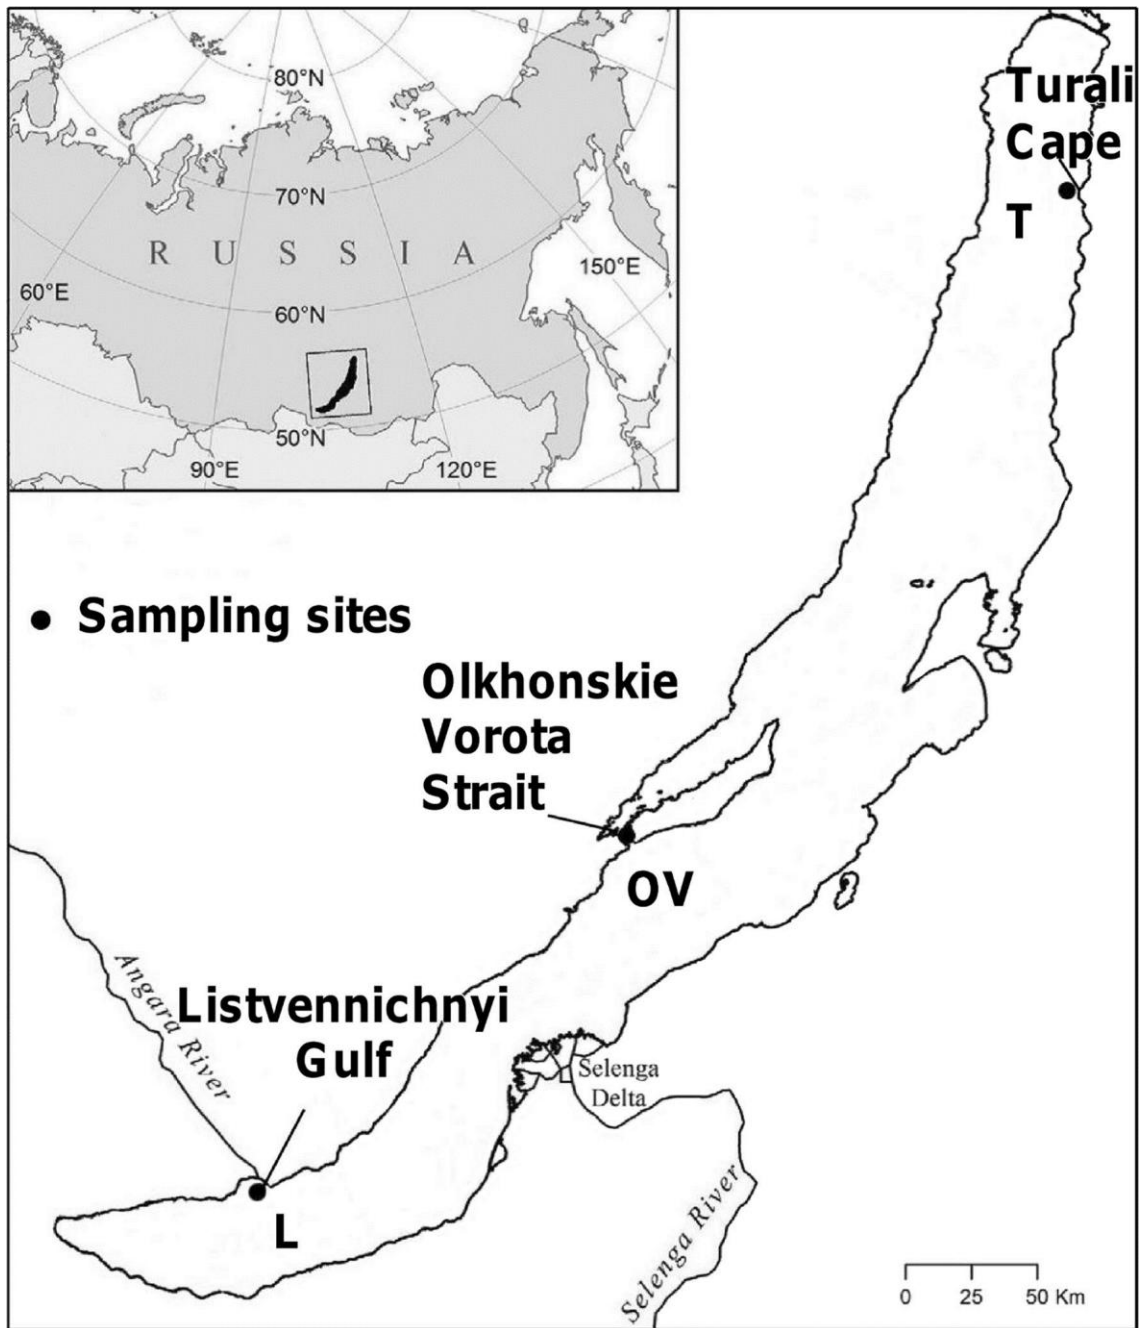 80°N
70°N
R U S S I A
150°E
60°E
60°N
50°N
90°E
120°E
Turali
Cape
T
Sampling sites
Olkhonskie
Vorota
Strait
OV
Angara River
Listvennichnyi
Gulf
L
Selenga
Delta
Selenga River
0 25 50 Km